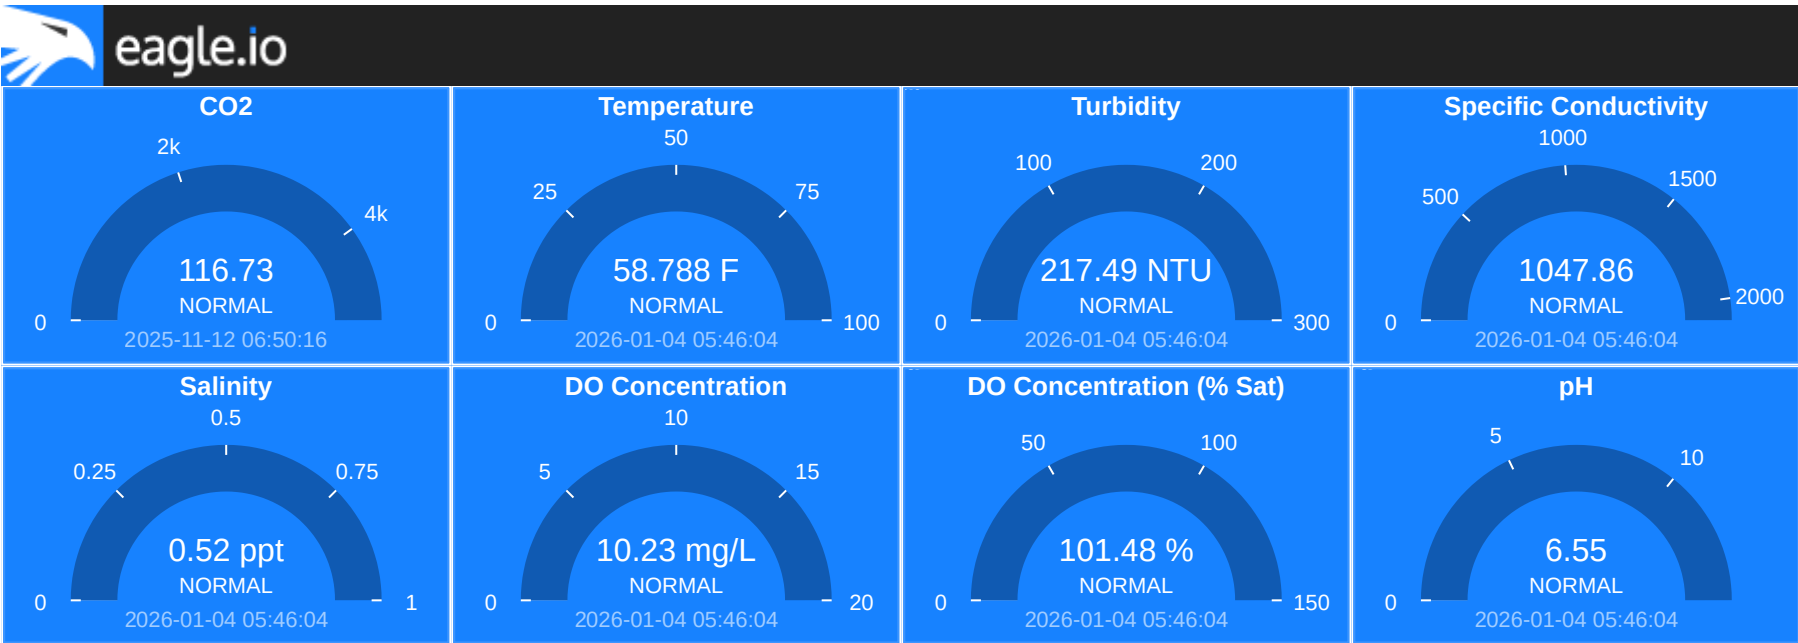 eagle.io
CO2
2k
4k
0
116.73
NORMAL
2025-11-12 06:50:16
Temperature
50
25
75
0
100
58.788 F
NORMAL
2026-01-04 05:46:04
Turbidity
100
200
0
300
217.49 NTU
NORMAL
2026-01-04 05:46:04
Specific Conductivity
1000
500
1500
0
2000
1047.86
NORMAL
2026-01-04 05:46:04
Salinity
0.5
0.25
0.75
0
1
0.52 ppt
NORMAL
2026-01-04 05:46:04
DO Concentration
10
5
15
0
20
10.23 mg/L
NORMAL
2026-01-04 05:46:04
DO Concentration (% Sat)
50
100
0
150
101.48 %
NORMAL
2026-01-04 05:46:04
pH
5
10
0
6.55
NORMAL
2026-01-04 05:46:04